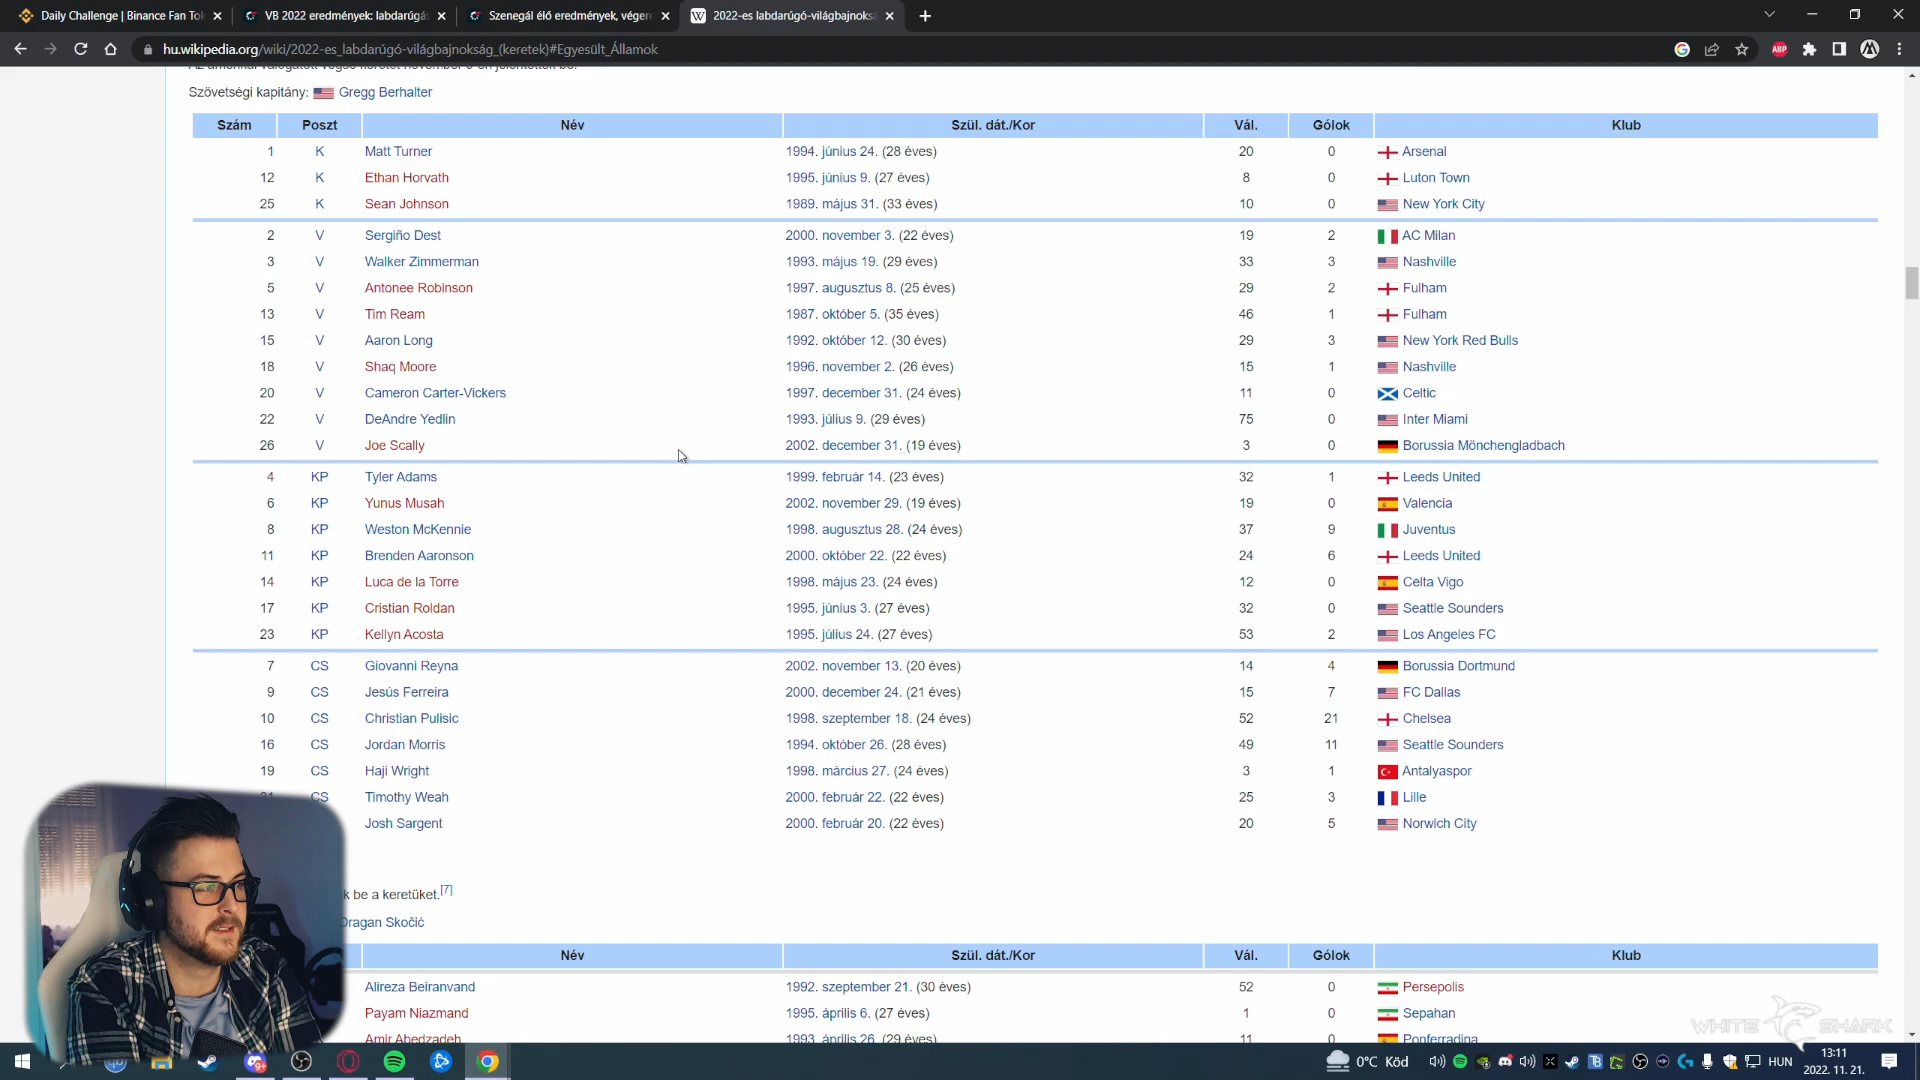 Daily Challenge | Binance Fan Tok
VB 2022 eredmények: labdarúgás
Szenegál élő eredmények, végere
2022-es labdarúgó-világbajnoksá
hu.wikipedia.org/wiki/2022-es_labdarúgó-világbajnokság_(keretek)#Egyesült_Államok
Szövetségi kapitány: Gregg Berhalter
Szám Poszt Név Szül. dát./Kor Vál. Gólok Klub
1 K Matt Turner 1994. június 24. (28 éves) 20 0 Arsenal
12 K Ethan Horvath 1995. június 9. (27 éves) 8 0 Luton Town
25 K Sean Johnson 1989. május 31. (33 éves) 10 0 New York City
2 V Sergiño Dest 2000. november 3. (22 éves) 19 2 AC Milan
3 V Walker Zimmerman 1993. május 19. (29 éves) 33 3 Nashville
5 V Antonee Robinson 1997. augusztus 8. (25 éves) 29 2 Fulham
13 V Tim Ream 1987. október 5. (35 éves) 46 1 Fulham
15 V Aaron Long 1992. október 12. (30 éves) 29 3 New York Red Bulls
18 V Shaq Moore 1996. november 2. (26 éves) 15 1 Nashville
20 V Cameron Carter-Vickers 1997. december 31. (24 éves) 11 0 Celtic
22 V DeAndre Yedlin 1993. július 9. (29 éves) 75 0 Inter Miami
26 V Joe Scally 2002. december 31. (19 éves) 3 0 Borussia Mönchengladbach
4 KP Tyler Adams 1999. február 14. (23 éves) 32 1 Leeds United
6 KP Yunus Musah 2002. november 29. (19 éves) 19 0 Valencia
8 KP Weston McKennie 1998. augusztus 28. (24 éves) 37 9 Juventus
11 KP Brenden Aaronson 2000. október 22. (22 éves) 24 6 Leeds United
14 KP Luca de la Torre 1998. május 23. (24 éves) 12 0 Celta Vigo
17 KP Cristian Roldan 1995. június 3. (27 éves) 32 0 Seattle Sounders
23 KP Kellyn Acosta 1995. július 24. (27 éves) 53 2 Los Angeles FC
7 CS Giovanni Reyna 2002. november 13. (20 éves) 14 4 Borussia Dortmund
9 CS Jesús Ferreira 2000. december 24. (21 éves) 15 7 FC Dallas
10 CS Christian Pulisic 1998. szeptember 18. (24 éves) 52 21 Chelsea
16 CS Jordan Morris 1994. október 26. (28 éves) 49 11 Seattle Sounders
19 CS Haji Wright 1998. március 27. (24 éves) 3 1 Antalyaspor
CS Timothy Weah 2000. február 22. (22 éves) 25 3 Lille
Josh Sargent 2000. február 20. (22 éves) 20 5 Norwich City
be a keretüket.[7]
Dragan Skočić
Név Szül. dát./Kor Vál. Gólok Klub
Alireza Beiranvand 1992. szeptember 21. (30 éves) 52 0 Persepolis
Payam Niazmand 1995. április 6. (27 éves) 1 0 Sepahan
Amir Abedzadeh 1993. április 26. (29 éves) 11 0 Ponferradina
WHITE SHARK
0°C Köd HUN 13:11
2022. 11. 21.